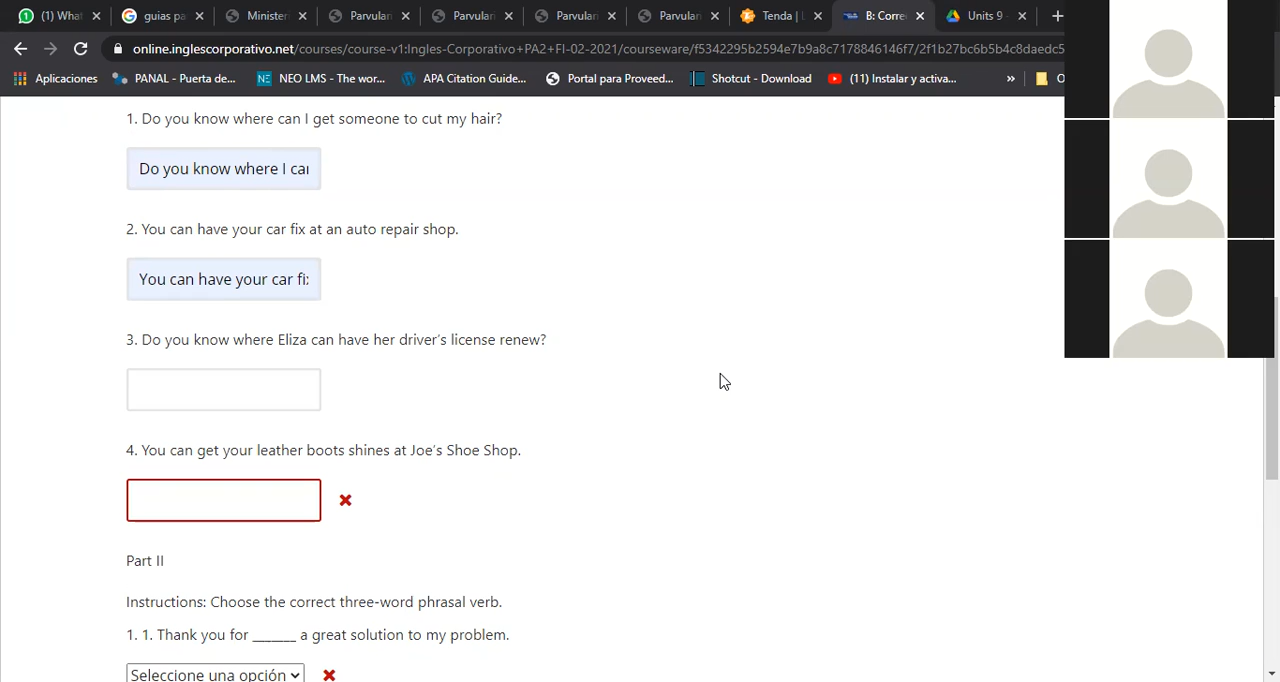 (1) What
guias pa
Minister
Parvular
Parvular
Parvular
Parvular
Tenda |
B: Corre
Units 9 -
online.inglescorporativo.net/courses/course-v1:Ingles-Corporativo+PA2+FI-02-2021/courseware/f5342295b2594e7b9a8c7178846146f7/2f1b27bc6b5b4c8daedc5
Aplicaciones
PANAL - Puerta de...
NEO LMS - The wor...
APA Citation Guide...
Portal para Proveed...
Shotcut - Download
(11) Instalar y activa...
»
O
1. Do you know where can I get someone to cut my hair?
Do you know where I can
2. You can have your car fix at an auto repair shop.
You can have your car fi
3. Do you know where Eliza can have her driver's license renew?
4. You can get your leather boots shines at Joe's Shoe Shop.
Part II
Instructions: Choose the correct three-word phrasal verb.
1. 1. Thank you for ______ a great solution to my problem.
Seleccione una opción